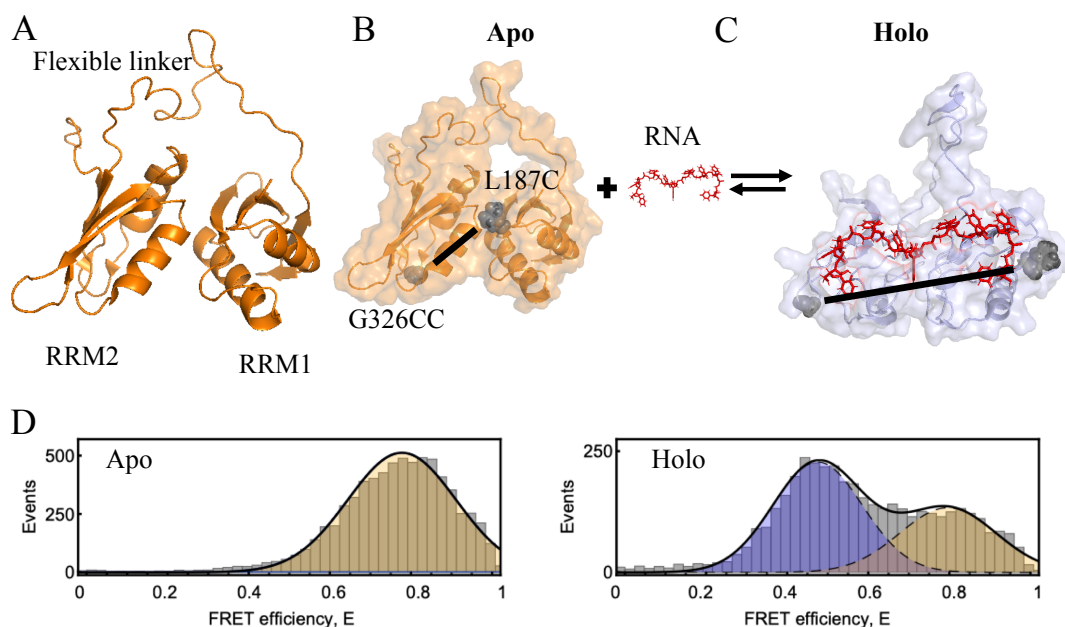 A
Flexible linker
RRM2
RRM1
B
Apo
L187C
G326CC
RNA
C
Holo
D
Apo
Events
500
250
0
0 0.2 0.4 0.6 0.8 1
FRET efficiency, E
Holo
Events
250
0
0 0.2 0.4 0.6 0.8 1
FRET efficiency, E